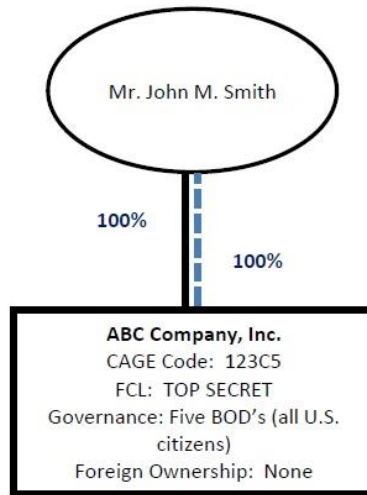 Mr. John M. Smith
100%
100%
ABC Company, Inc.
CAGE Code: 123C5
FCL: TOP SECRET
Governance: Five BOD's (all U.S.
citizens)
Foreign Ownership: None